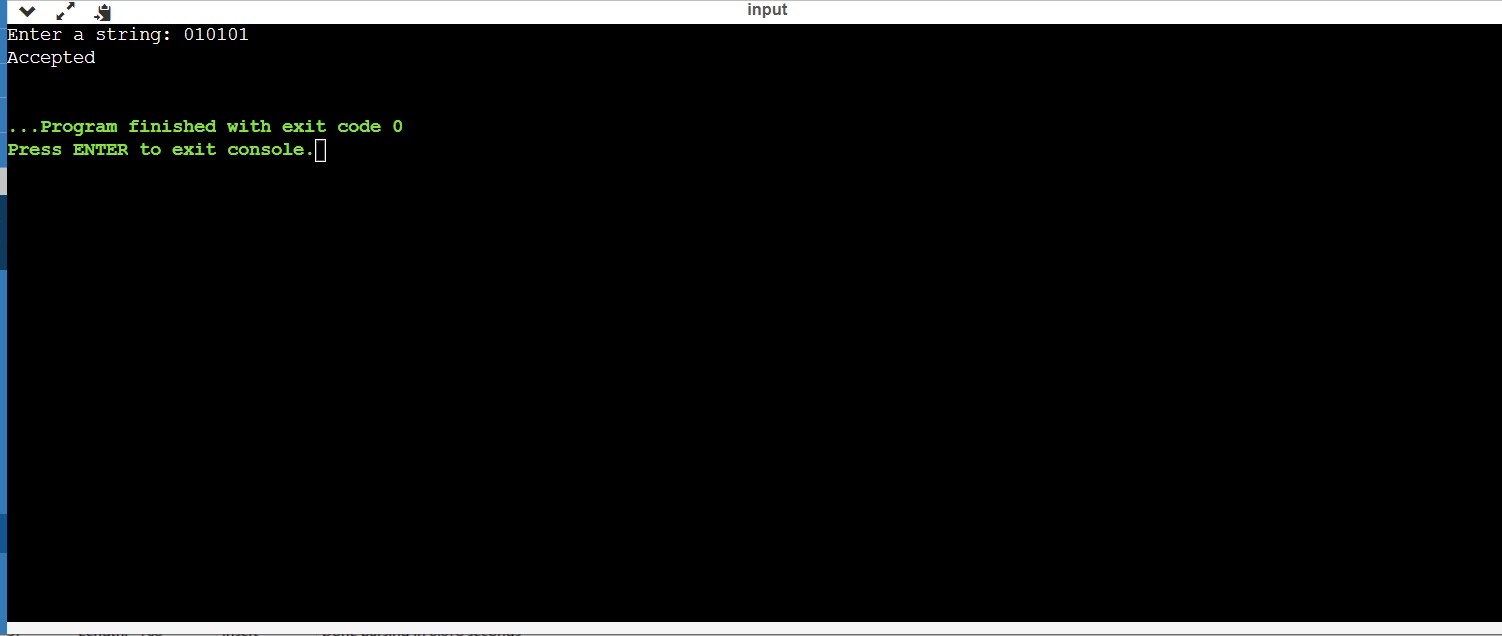 input
Enter a string: 010101
Accepted
...Program finished with exit code 0
Press ENTER to exit console.